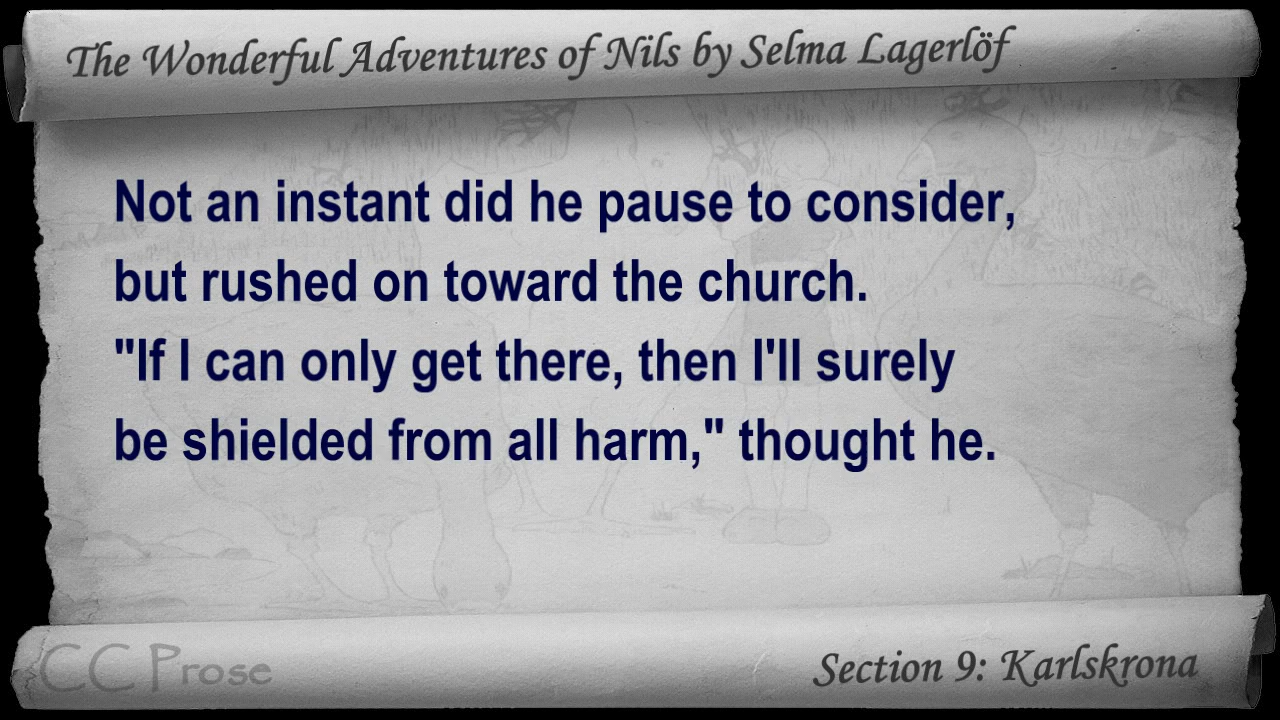 The Wonderful Adventures of Nils by Selma Lagerlöf
Not an instant did he pause to consider,
but rushed on toward the church.
"If I can only get there, then I'll surely
be shielded from all harm," thought he.
CC Prose
Section 9: Karlskrona